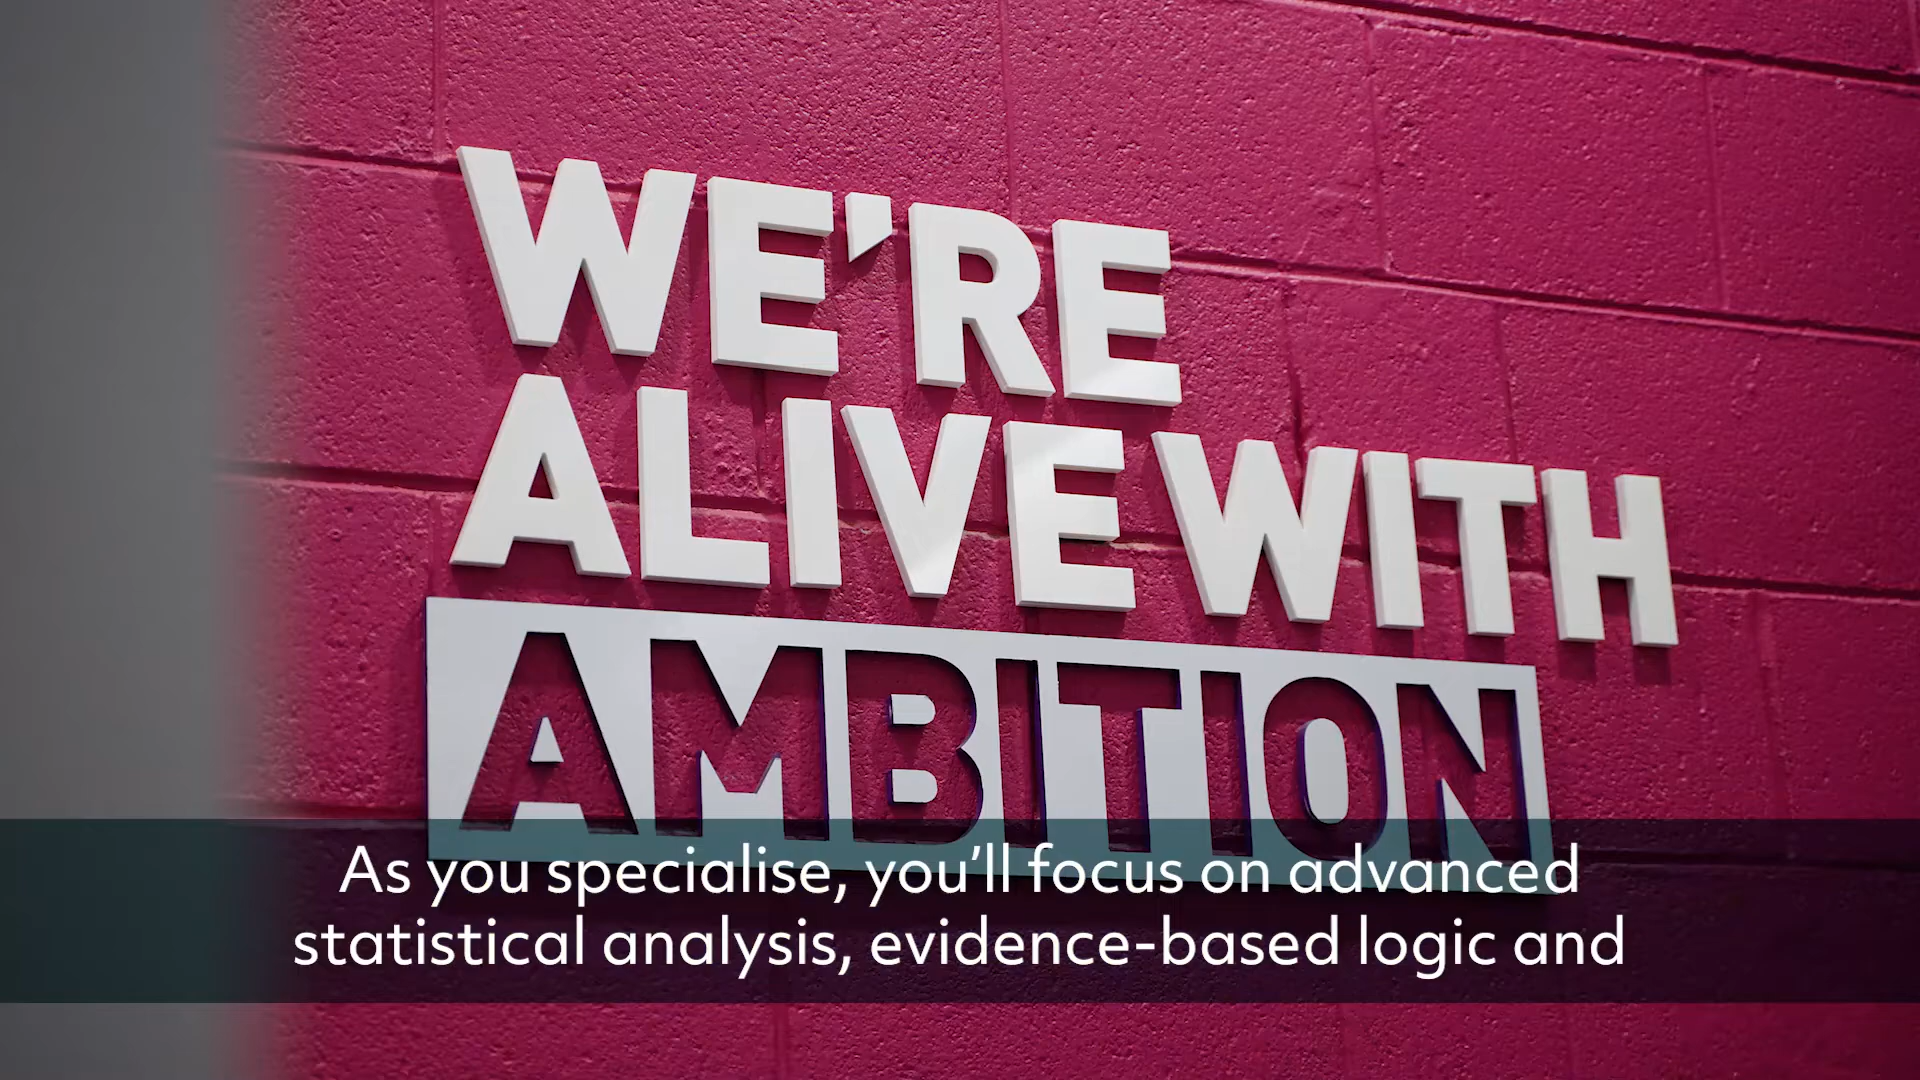 WE'RE
ALIVE WITH
AMBITION
As you specialise, you'll focus on advanced
statistical analysis, evidence-based logic and